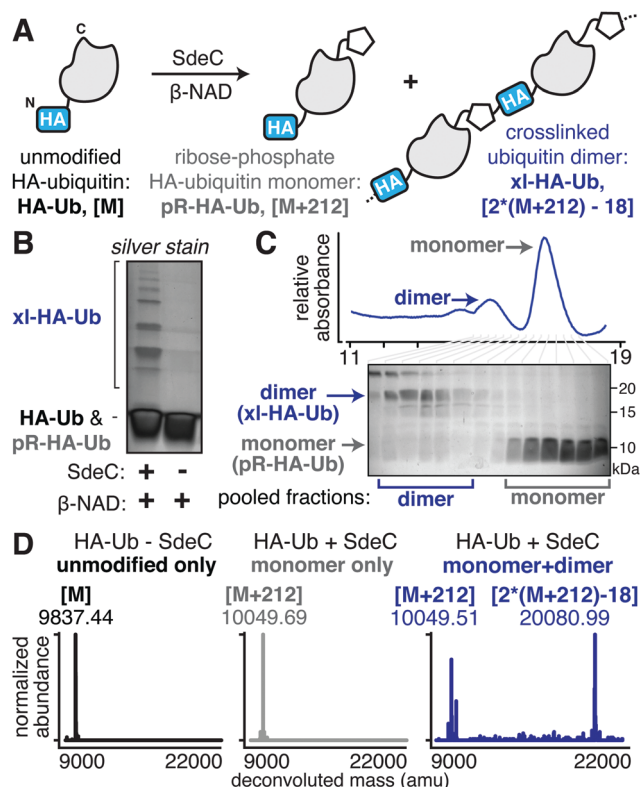 A
C
N
HA
SdeC
β-NAD
HA
+
HA
HA
unmodified
HA-ubiquitin:
HA-Ub, [M]
ribose-phosphate
HA-ubiquitin monomer:
pR-HA-Ub, [M+212]
crosslinked
ubiquitin dimer:
xl-HA-Ub,
[2*(M+212) - 18]
B
silver stain
xl-HA-Ub
HA-Ub & -
pR-HA-Ub
SdeC: + -
β-NAD: + +
C
monomer
dimer
relative
absorbance
11 19
dimer
(xl-HA-Ub)
monomer
(pR-HA-Ub)
20
15
10
kDa
pooled fractions: dimer monomer
D
HA-Ub - SdeC
unmodified only
[M]
9837.44
HA-Ub + SdeC
monomer only
[M+212]
10049.69
HA-Ub + SdeC
monomer+dimer
[M+212] [2*(M+212)-18]
10049.51 20080.99
normalized
abundance
9000 22000
9000 22000
9000 22000
deconvoluted mass (amu)